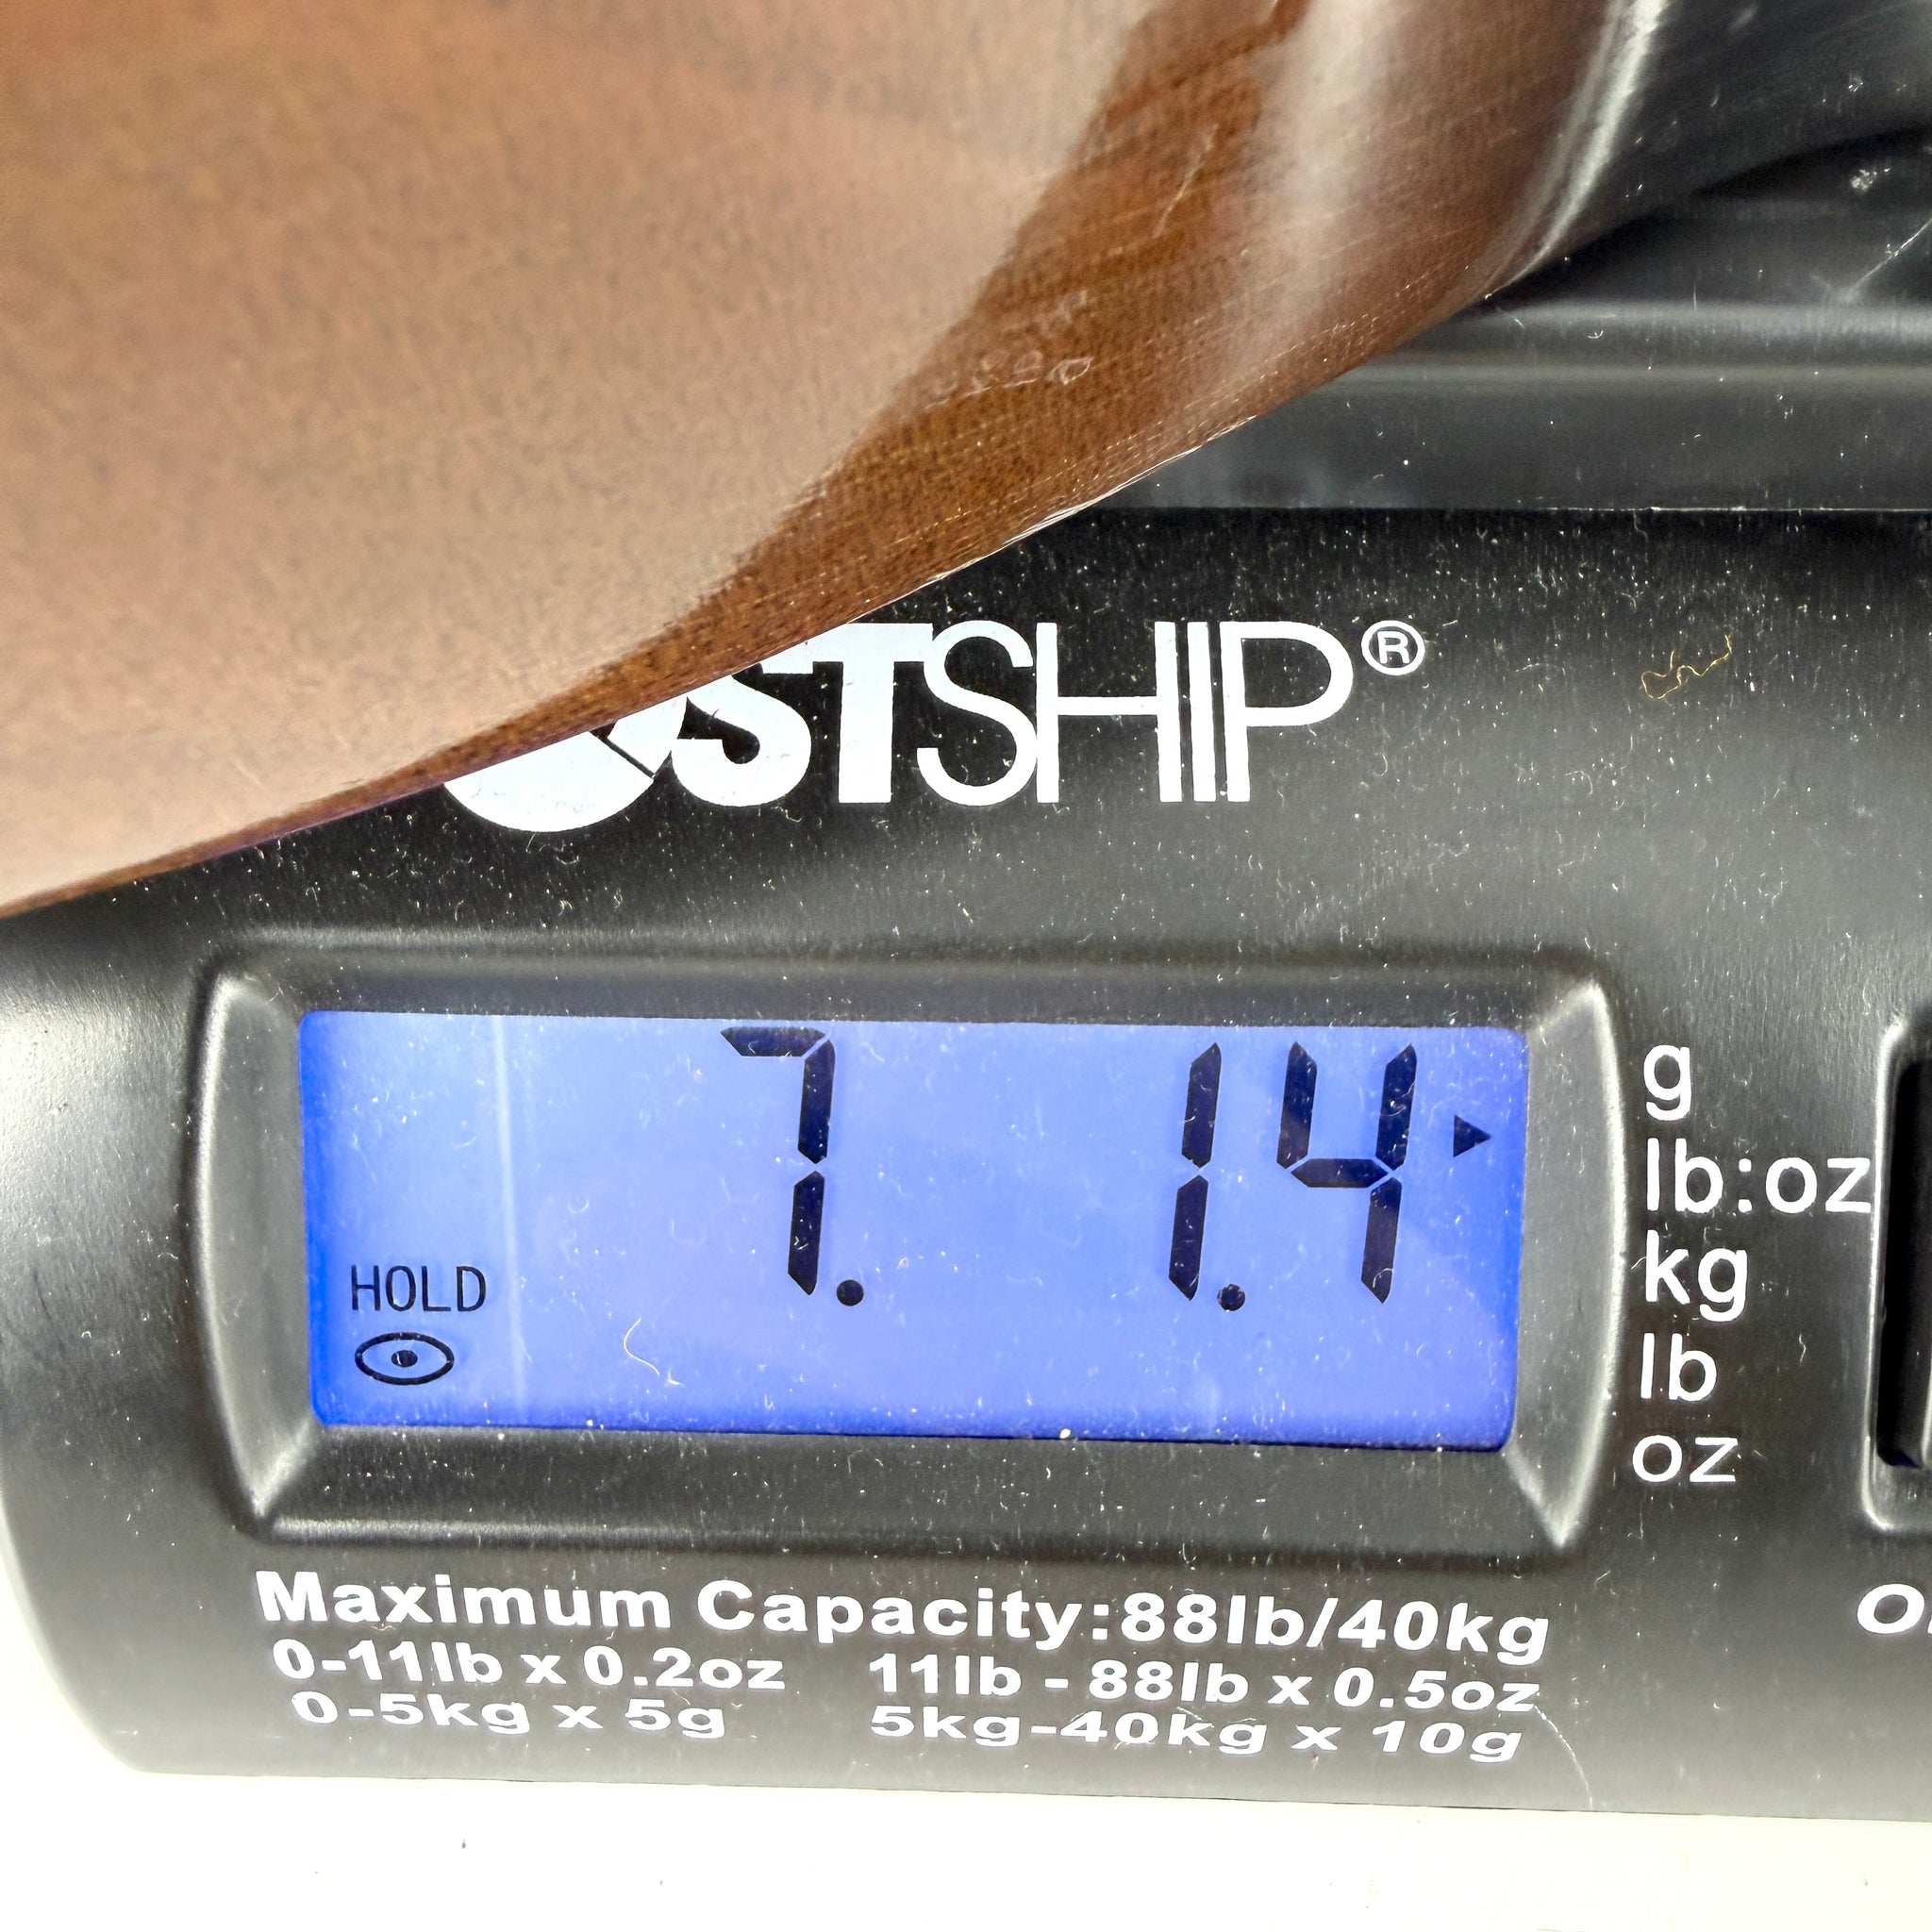 STSHIP®
7. 1.4
HOLD
g
lb:oz
kg
lb
oz
Maximum Capacity:88lb/40kg
0-11lb x 0.2oz 11lb - 88lb x 0.5oz
0-5kg x 5g 5kg-40kg x 10g